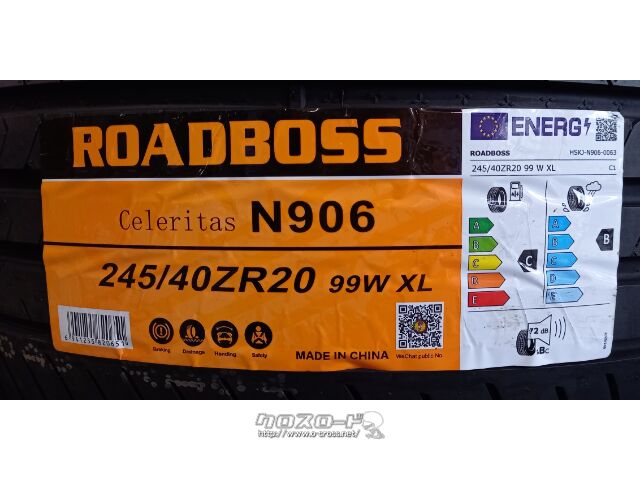 ROADBOSS
Celeritas N906
245/40ZR20 99W XL
Braking Drainage Handing Safety
MADE IN CHINA
WeChat public No.
ENERG
ROADBOSS HSKJ-N906-0063
245/40ZR20 99 W XL C1
A
B
C
D
E
C
A
B
C
D
E
B
72 dB
ABC
クロスロード
http://www.o-cross.net/